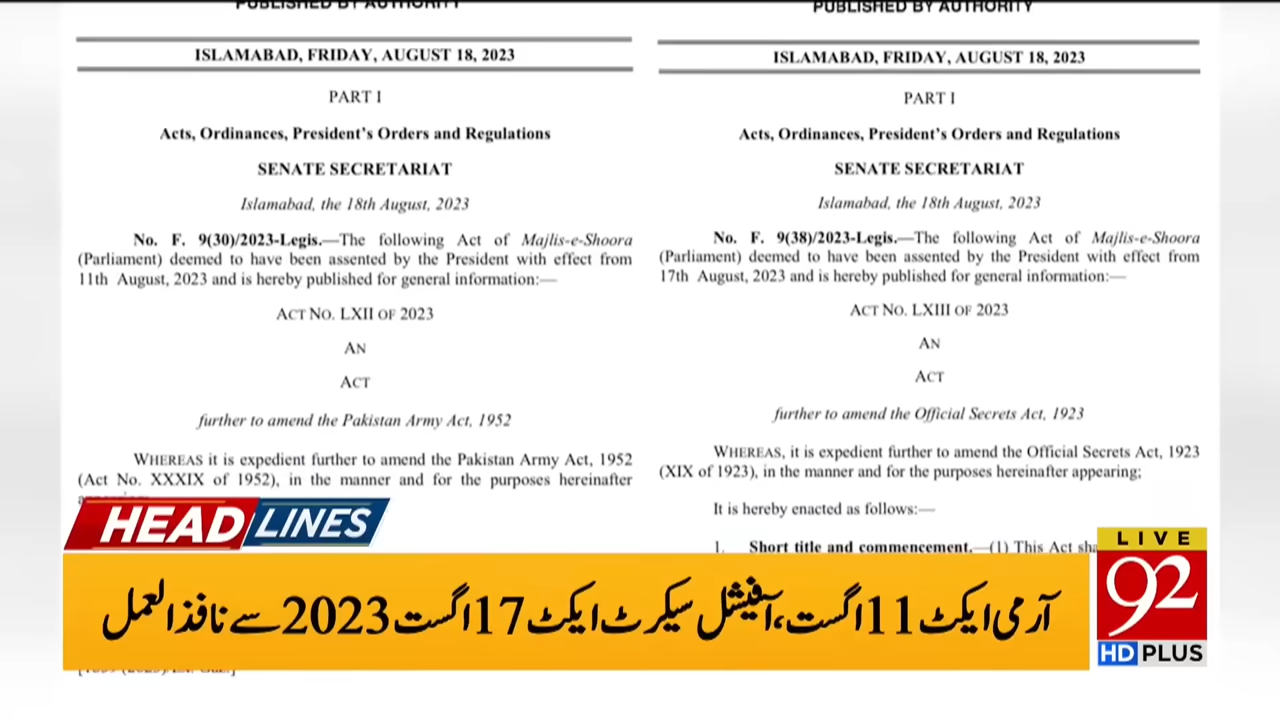 PUBLISHED BY AUTHORITY
ISLAMABAD, FRIDAY, AUGUST 18, 2023
PART I
Acts, Ordinances, President's Orders and Regulations
SENATE SECRETARIAT
Islamabad, the 18th August, 2023
No. F. 9(30)/2023-Legis.—The following Act of Majlis-e-Shoora
(Parliament) deemed to have been assented by the President with effect from
11th August, 2023 and is hereby published for general information:—
ACT No. LXII OF 2023
AN
ACT
further to amend the Pakistan Army Act, 1952
WHEREAS it is expedient further to amend the Pakistan Army Act, 1952
(Act No. XXXIX of 1952), in the manner and for the purposes hereinafter
PUBLISHED BY AUTHORITY
ISLAMABAD, FRIDAY, AUGUST 18, 2023
PART I
Acts, Ordinances, President's Orders and Regulations
SENATE SECRETARIAT
Islamabad, the 18th August, 2023
No. F. 9(38)/2023-Legis.—The following Act of Majlis-e-Shoora
(Parliament) deemed to have been assented by the President with effect from
17th August, 2023 and is hereby published for general information:—
ACT No. LXIII OF 2023
AN
ACT
further to amend the Official Secrets Act, 1923
WHEREAS, it is expedient further to amend the Official Secrets Act, 1923
(XIX of 1923), in the manner and for the purposes hereinafter appearing;
It is hereby enacted as follows:—
1. Short title and commencement.—(1) This Act
HEADLINES
آرمی ایکٹ 11 اگست، آفیشل سیکرٹ ایکٹ 17 اگست 2023 سے نافذ العمل
LIVE
92
HD PLUS